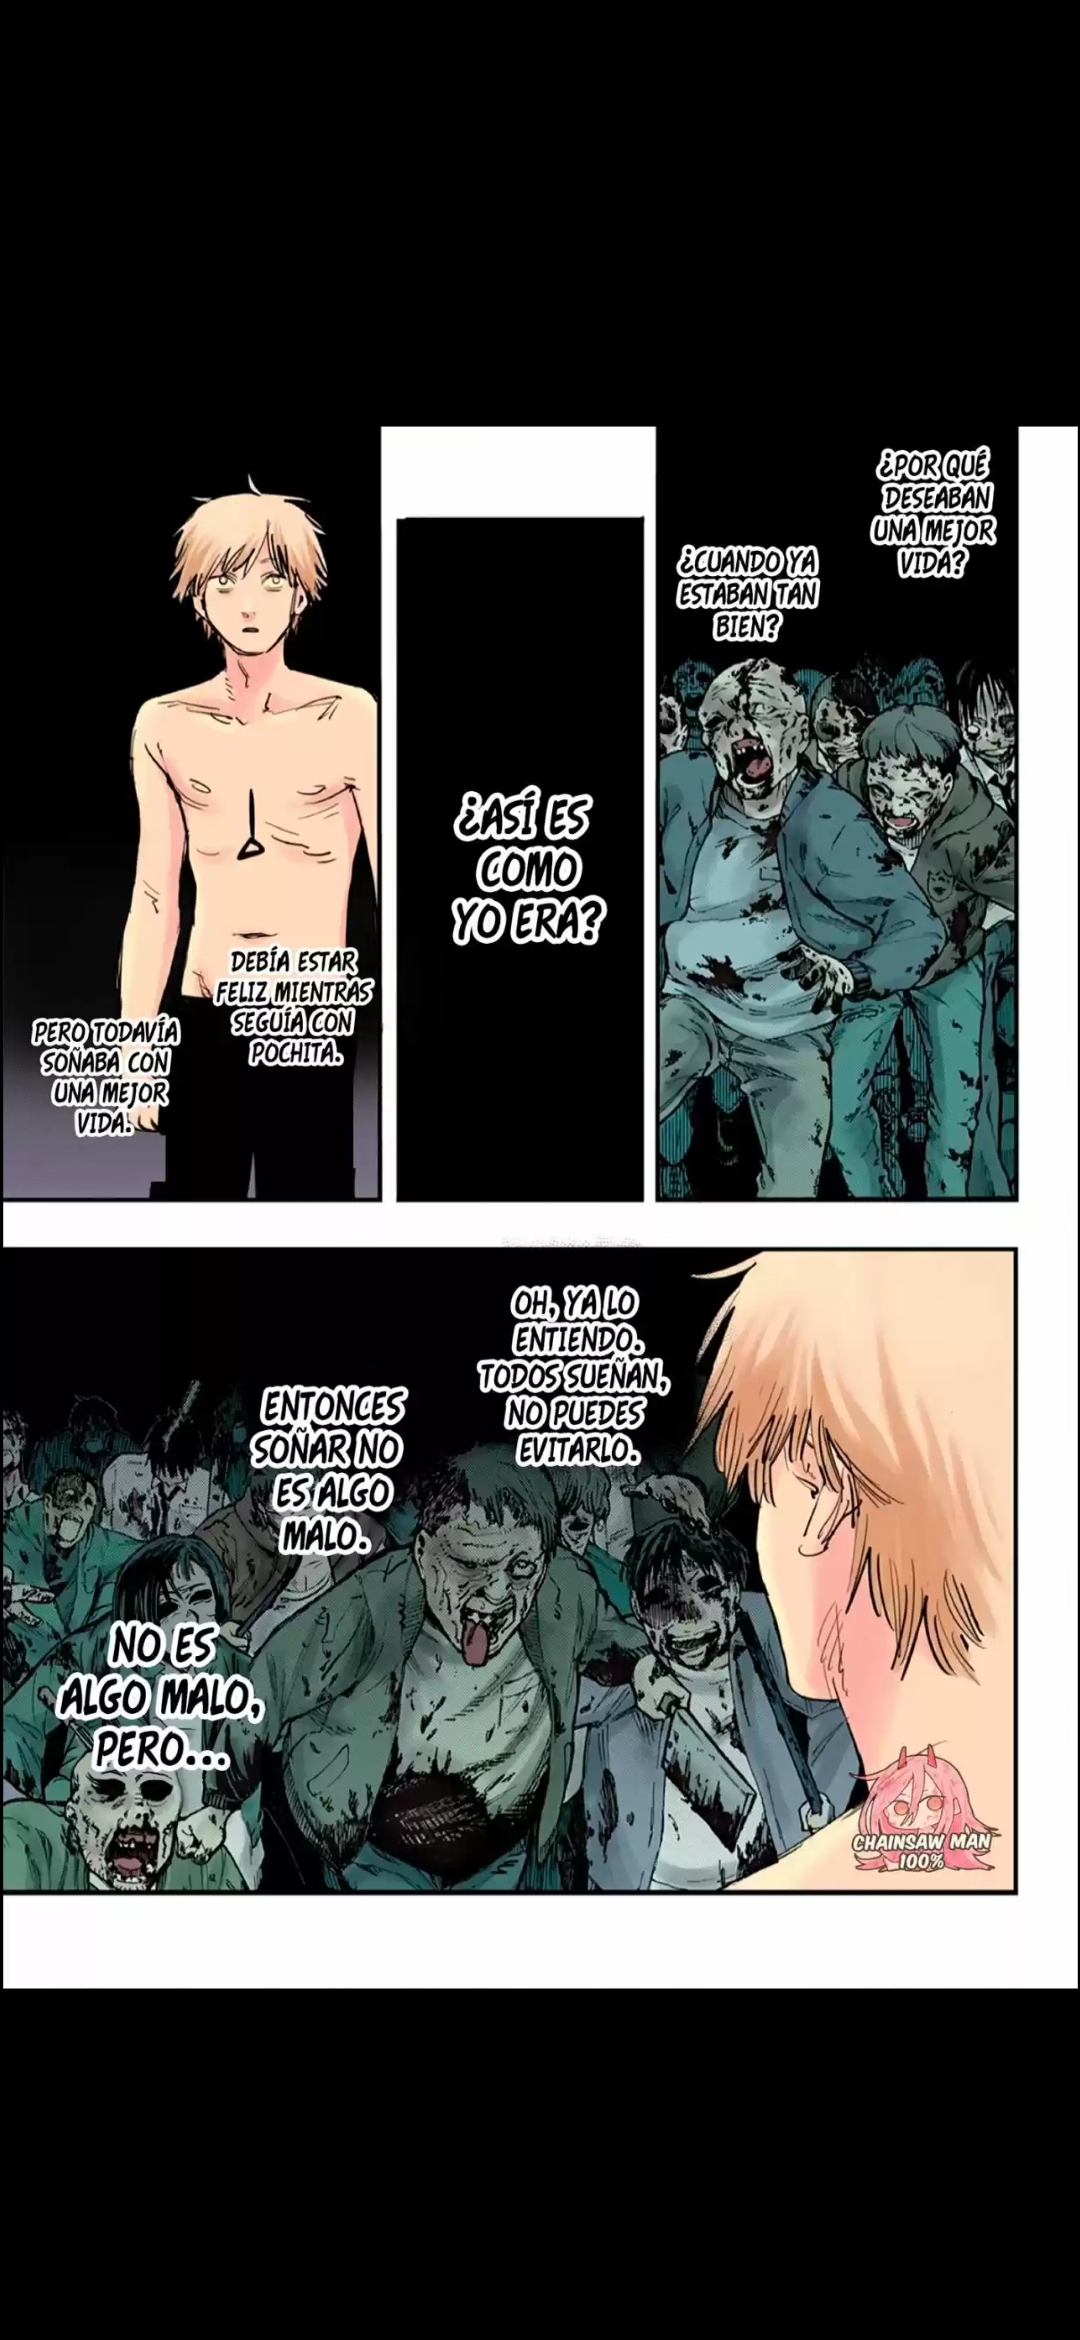 ¿POR QUÉ
DESEABAN
UNA MEJOR
VIDA?
¿CUANDO YA
ESTABAN TAN
BIEN?
¿ASÍ ES
COMO
YO ERA?
DEBÍA ESTAR
FELIZ MIENTRAS
SEGUÍA CON
POCHITA.
PERO TODAVÍA
SOÑABA CON
UNA MEJOR
VIDA.
OH, YA LO
ENTIENDO.
TODOS SUEÑAN,
NO PUEDES
EVITARLO.
ENTONCES
SOÑAR NO
ES ALGO
MALO.
NO ES
ALGO MALO,
PERO...
CHAINSAW MAN
100%